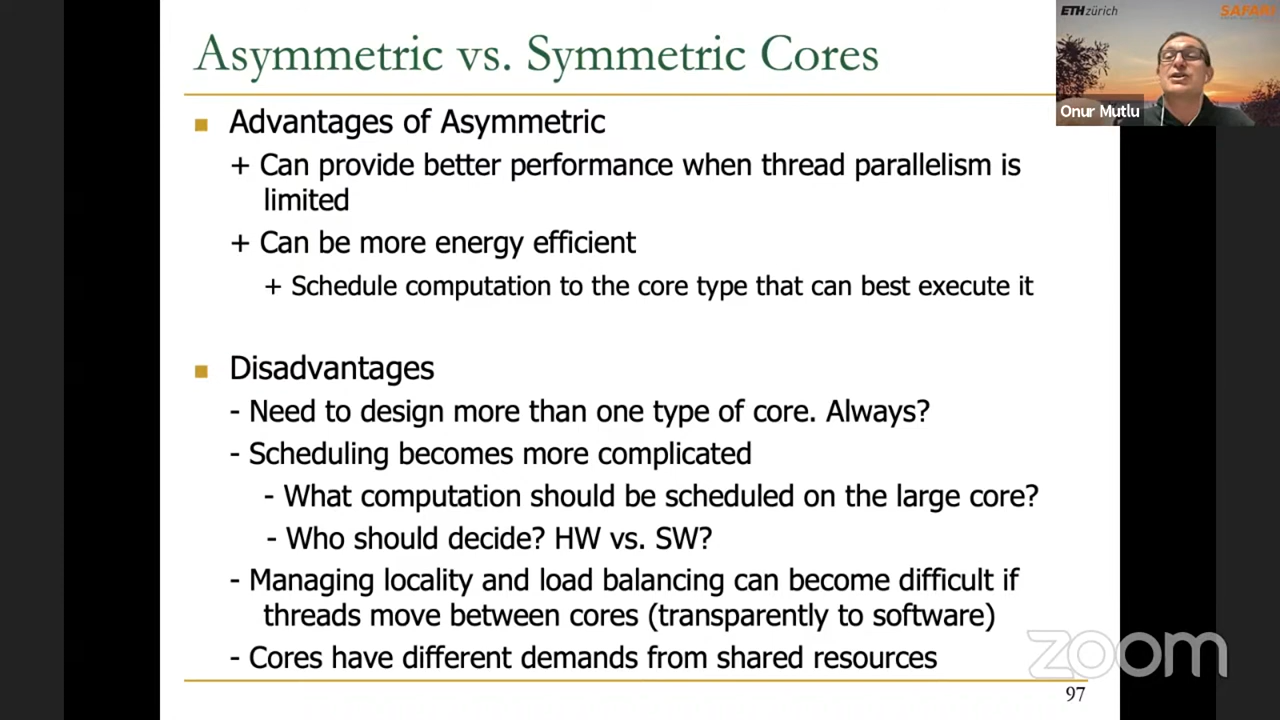 Asymmetric vs. Symmetric Cores
ETH zürich
SAFARI
Onur Mutlu
■ Advantages of Asymmetric
+ Can provide better performance when thread parallelism is
limited
+ Can be more energy efficient
+ Schedule computation to the core type that can best execute it
■ Disadvantages
- Need to design more than one type of core. Always?
- Scheduling becomes more complicated
- What computation should be scheduled on the large core?
- Who should decide? HW vs. SW?
- Managing locality and load balancing can become difficult if
threads move between cores (transparently to software)
- Cores have different demands from shared resources
zoom
97